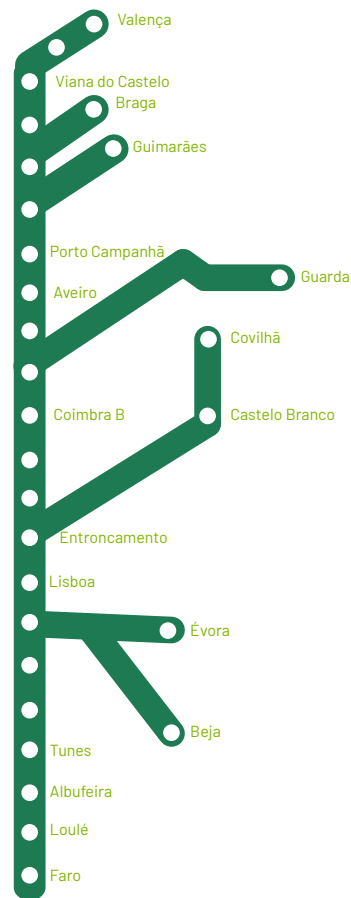 Valença
Viana do Castelo
Braga
Guimarães
Porto Campanhã
Guarda
Aveiro
Covilhã
Coimbra B
Castelo Branco
Entroncamento
Lisboa
Évora
Beja
Tunes
Albufeira
Loulé
Faro